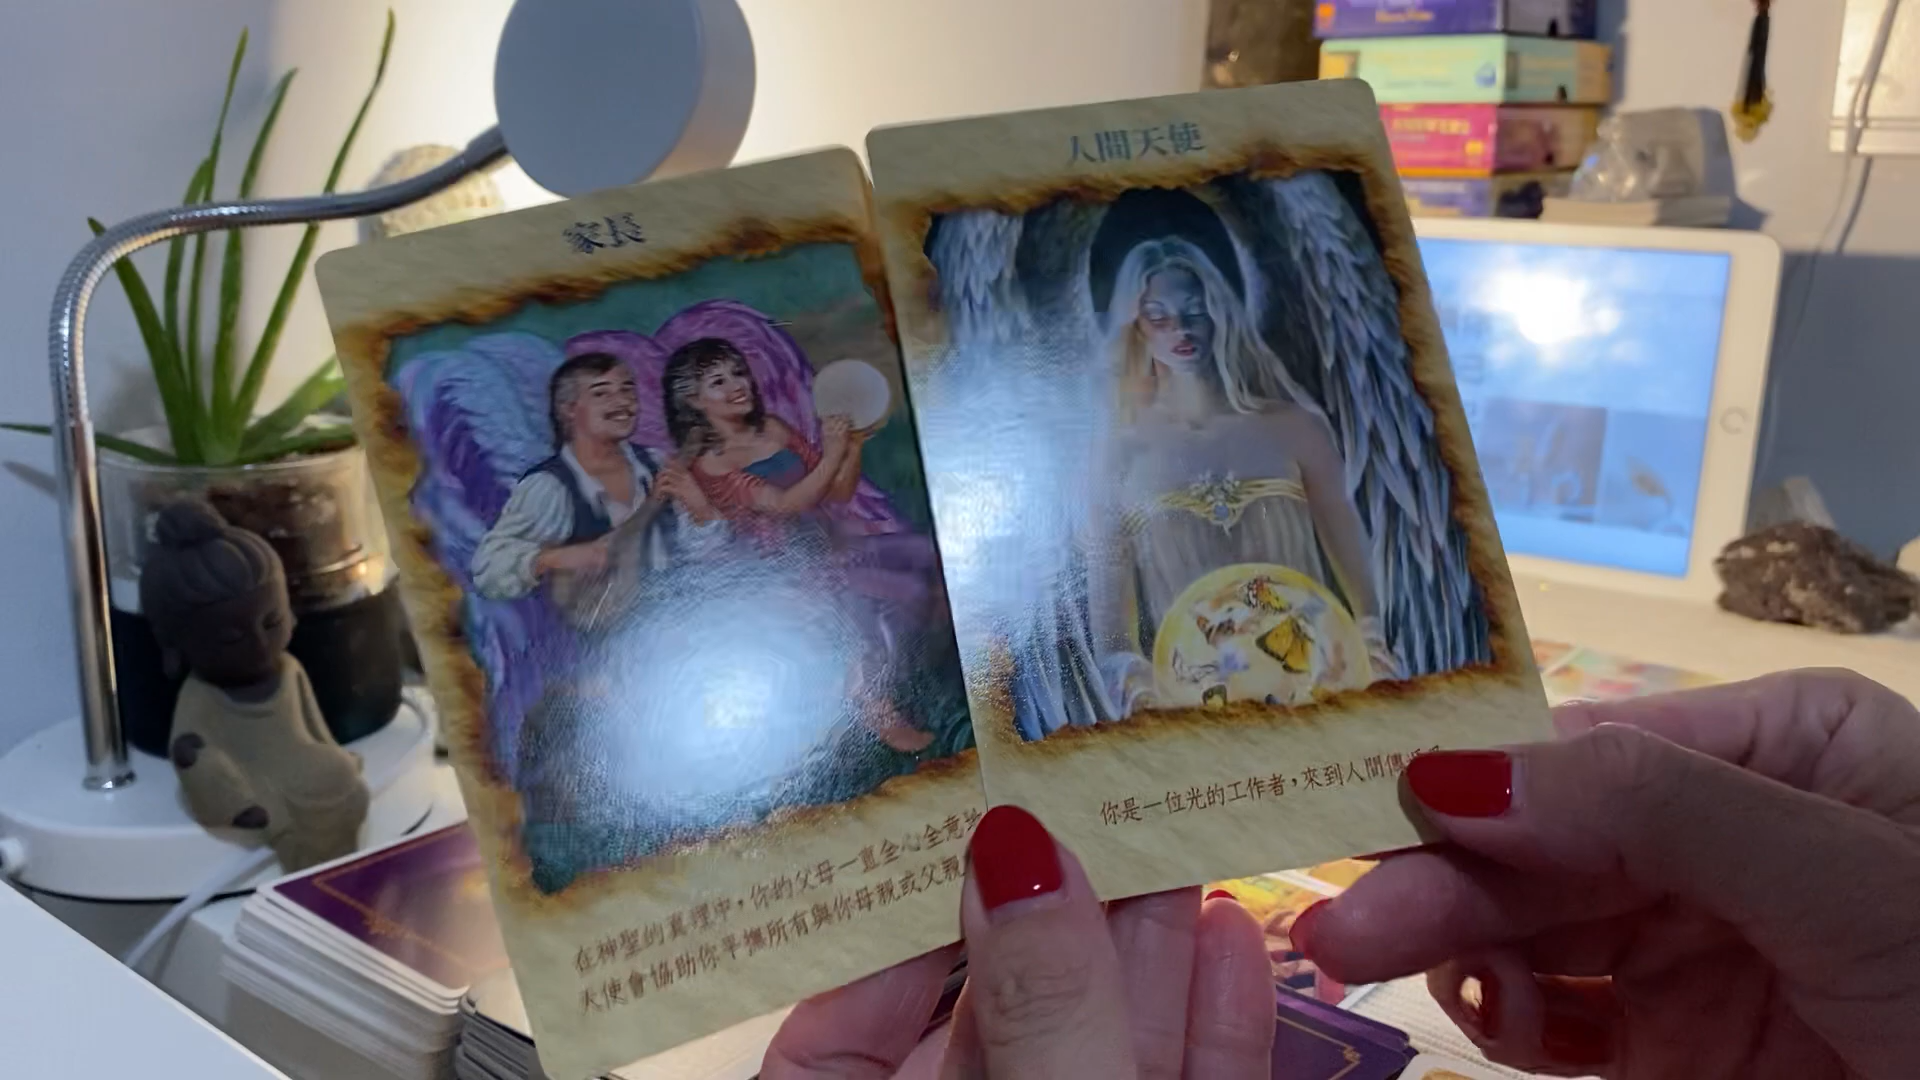 家長
在神聖的真理中，你的父母一直全心全意地
天使會協助你平撫所有與你母親或父親
人間天使
你是一位光的工作者，來到人間傳